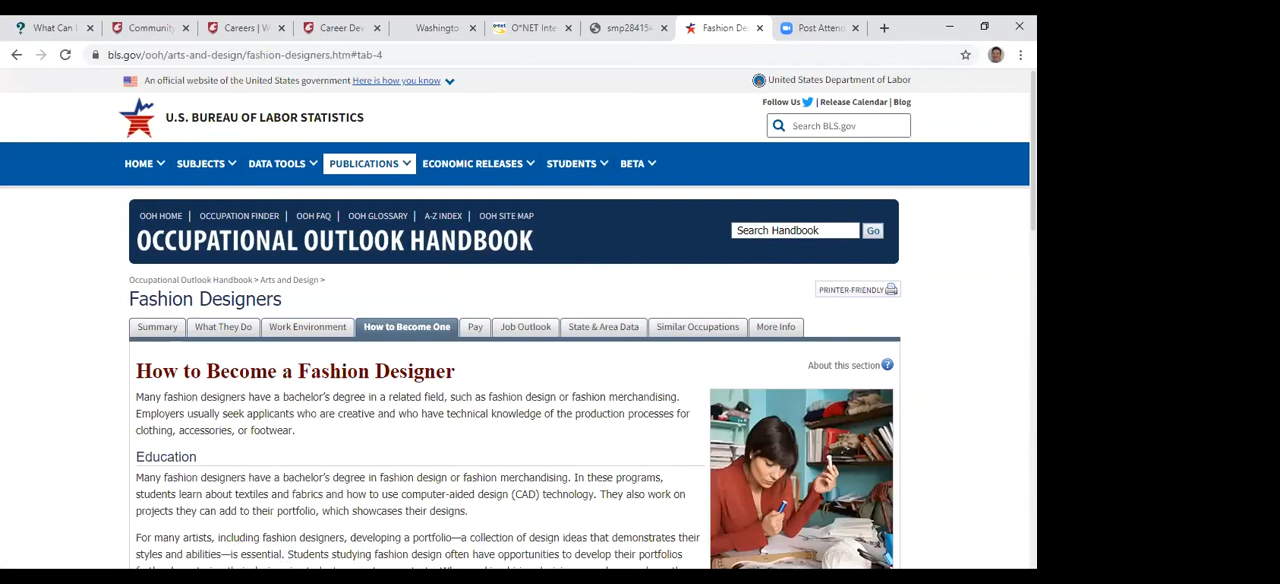 What Can I
Community
Careers | W
Career Dev
Washingto
o-net
O*NET Inte
smp28415
Fashion De
Post Atten
bls.gov/ooh/arts-and-design/fashion-designers.htm#tab-4
An official website of the United States government Here is how you know
United States Department of Labor
Follow Us | Release Calendar | Blog
U.S. BUREAU OF LABOR STATISTICS
Search BLS.gov
HOME SUBJECTS DATA TOOLS PUBLICATIONS ECONOMIC RELEASES STUDENTS BETA
OOH HOME | OCCUPATION FINDER | OOH FAQ | OOH GLOSSARY | A-Z INDEX | OOH SITE MAP
OCCUPATIONAL OUTLOOK HANDBOOK
Search Handbook Go
Occupational Outlook Handbook > Arts and Design >
Fashion Designers
PRINTER-FRIENDLY
Summary What They Do Work Environment How to Become One Pay Job Outlook State & Area Data Similar Occupations More Info
How to Become a Fashion Designer
About this section ?
Many fashion designers have a bachelor's degree in a related field, such as fashion design or fashion merchandising.
Employers usually seek applicants who are creative and who have technical knowledge of the production processes for
clothing, accessories, or footwear.
Education
Many fashion designers have a bachelor's degree in fashion design or fashion merchandising. In these programs,
students learn about textiles and fabrics and how to use computer-aided design (CAD) technology. They also work on
projects they can add to their portfolio, which showcases their designs.
For many artists, including fashion designers, developing a portfolio—a collection of design ideas that demonstrates their
styles and abilities—is essential. Students studying fashion design often have opportunities to develop their portfolios